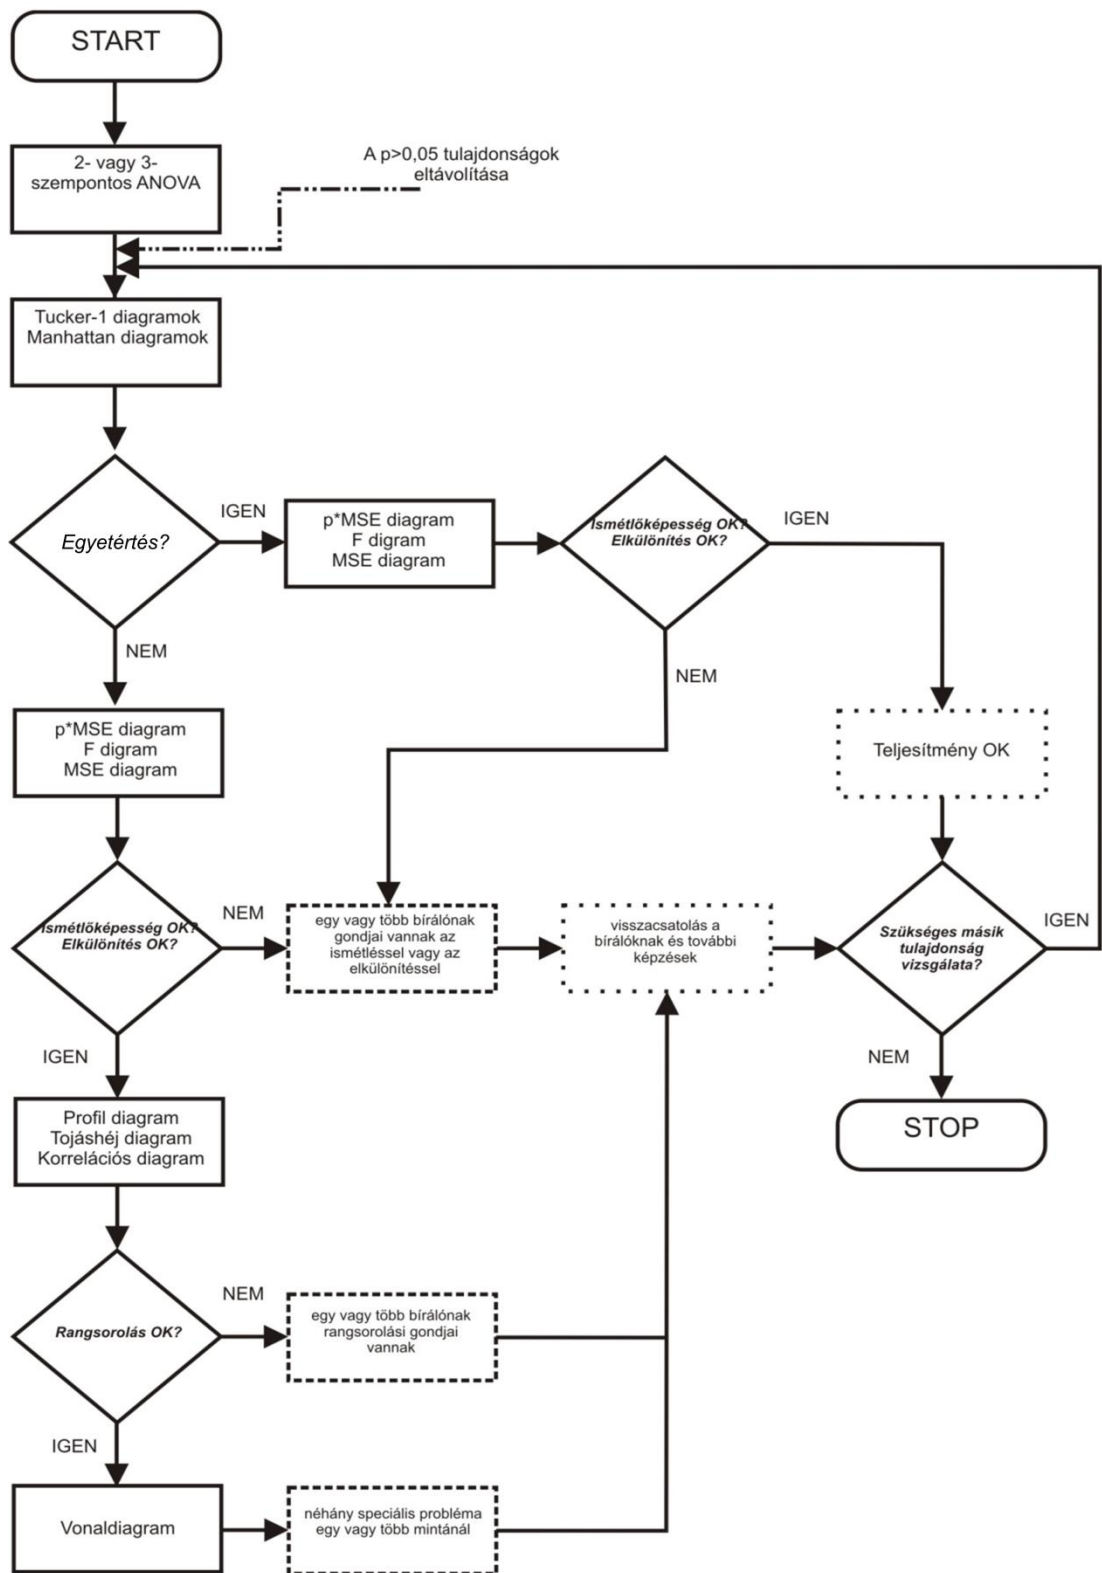 START
2- vagy 3-
szempontos ANOVA
A p>0,05 tulajdonságok
eltávolítása
Tucker-1 diagramok
Manhattan diagramok
Egyetértés?
IGEN
p*MSE diagram
F digram
MSE diagram
Ismétlőképesség OK?
Elkülönítés OK?
IGEN
NEM
NEM
p*MSE diagram
F digram
MSE diagram
Teljesítmény OK
Ismétlőképesség OK?
Elkülönítés OK?
NEM
egy vagy több bírálónak
gondjai vannak az
ismétléssel vagy az
elkülönítéssel
visszacsatolás a
bírálóknak és további
képzések
Szükséges másik
tulajdonság
vizsgálata?
IGEN
IGEN
NEM
Profil diagram
Tojáshéj diagram
Korrelációs diagram
STOP
Rangsorolás OK?
NEM
egy vagy több bírálónak
rangsorolási gondjai
vannak
IGEN
Vonaldiagram
néhány speciális probléma
egy vagy több mintánál